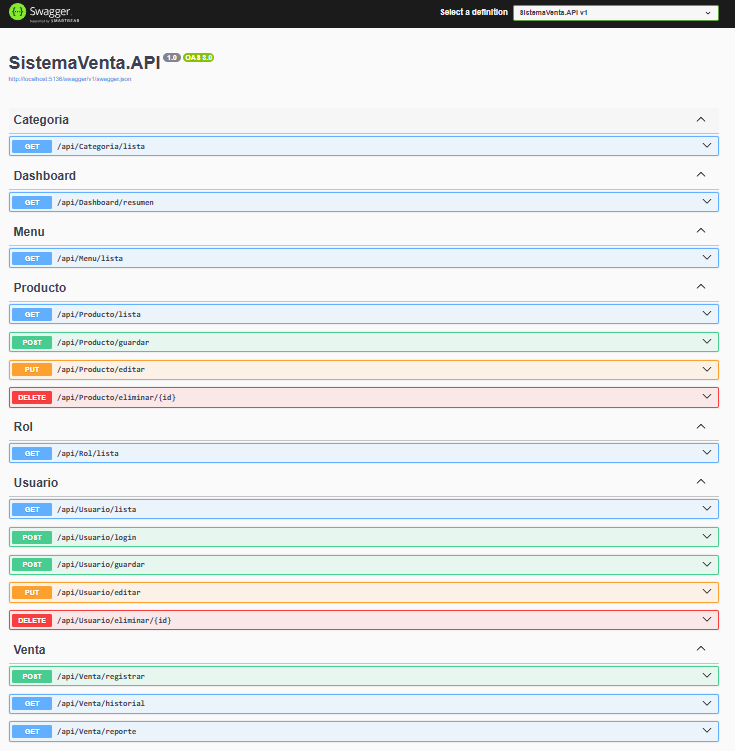 Swagger
Supported by SMARTBEAR
Select a definition
SistemaVenta.API v1
SistemaVenta.API 1.0 OAS 3.0
http://localhost:5136/swagger/v1/swagger.json
Categoria
GET /api/Categoria/lista
Dashboard
GET /api/Dashboard/resumen
Menu
GET /api/Menu/lista
Producto
GET /api/Producto/lista
POST /api/Producto/guardar
PUT /api/Producto/editar
DELETE /api/Producto/eliminar/{id}
Rol
GET /api/Rol/lista
Usuario
GET /api/Usuario/lista
POST /api/Usuario/login
POST /api/Usuario/guardar
PUT /api/Usuario/editar
DELETE /api/Usuario/eliminar/{id}
Venta
POST /api/Venta/registrar
GET /api/Venta/historial
GET /api/Venta/reporte